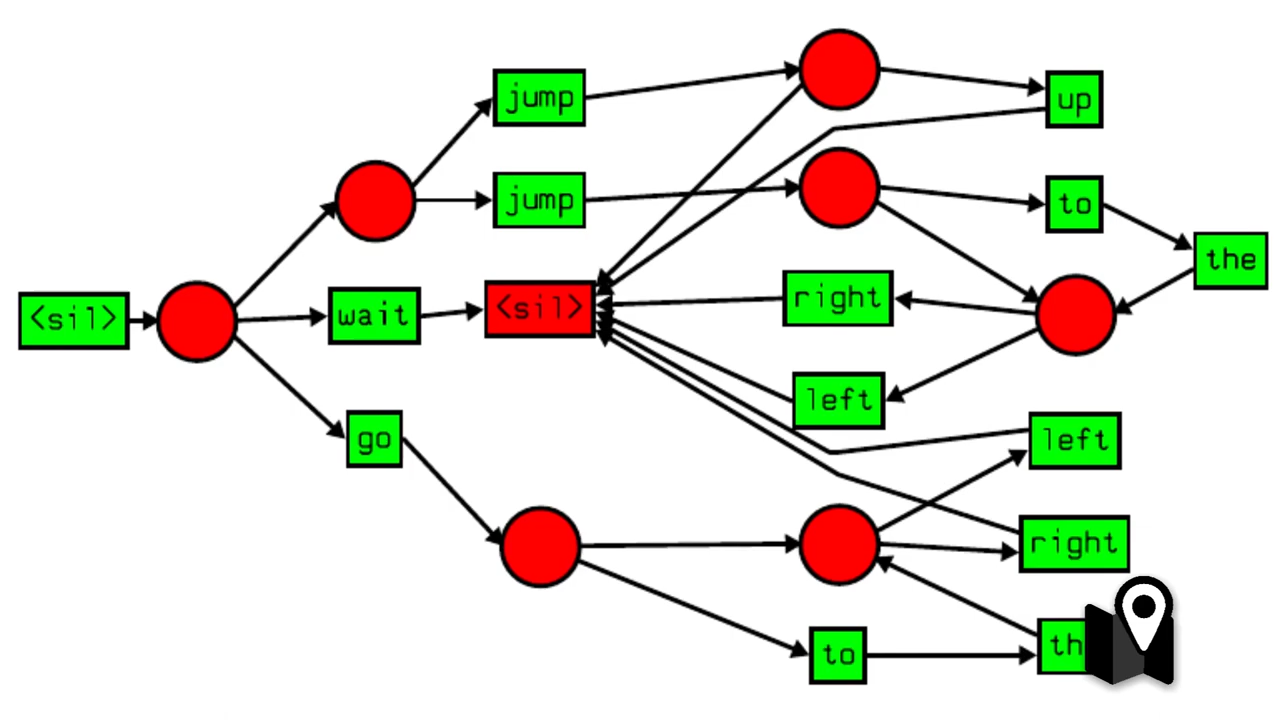 jump
up
jump
to
the
<sil>
wait
<sil>
right
left
go
left
right
to